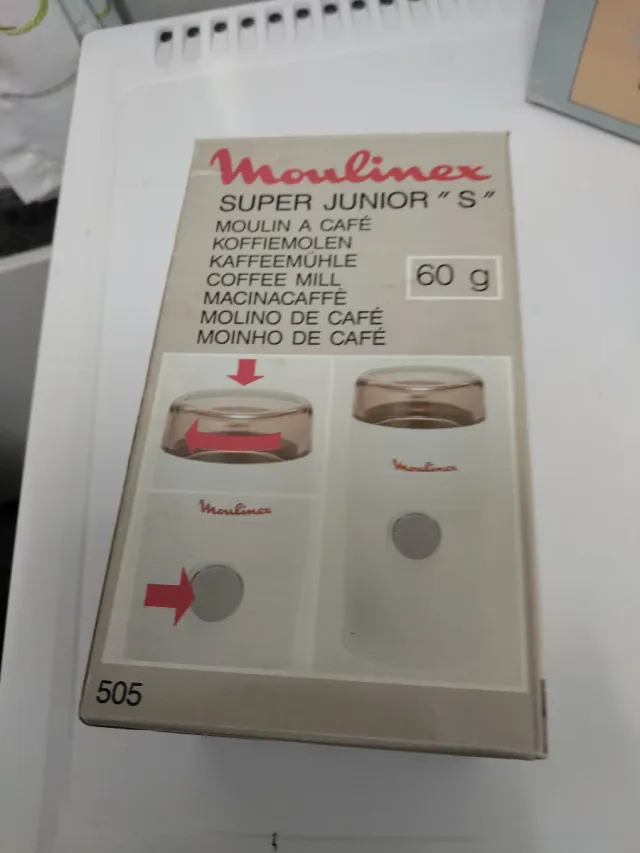 Moulinex
SUPER JUNIOR " S "
MOULIN A CAFÉ
KOFFIEMOLEN
KAFFEEMÜHLE
COFFEE MILL
MACINACAFFÈ
MOLINO DE CAFÉ
MOINHO DE CAFÉ
60 g
Moulinex
Moulinex
505